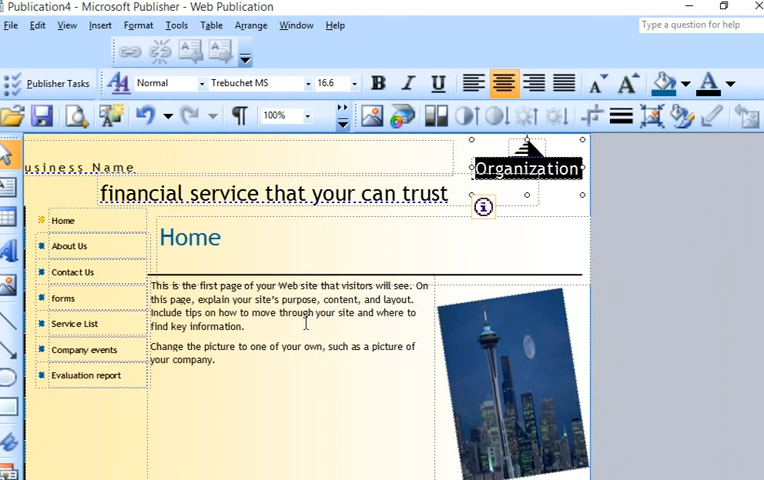 Publication4 - Microsoft Publisher - Web Publication
File Edit View Insert Format Tools Table Arrange Window Help
Type a question for help
Publisher Tasks
Normal
Trebuchet MS
16.6
B I U
A A A
100%
usiness Name
Organization
financial service that your can trust
Home
Home
About Us
Contact Us
forms
Service List
Company events
Evaluation report
This is the first page of your Web site that visitors will see. On
this page, explain your site's purpose, content, and layout.
Include tips on how to move through your site and where to
find key information.
Change the picture to one of your own, such as a picture of
your company.